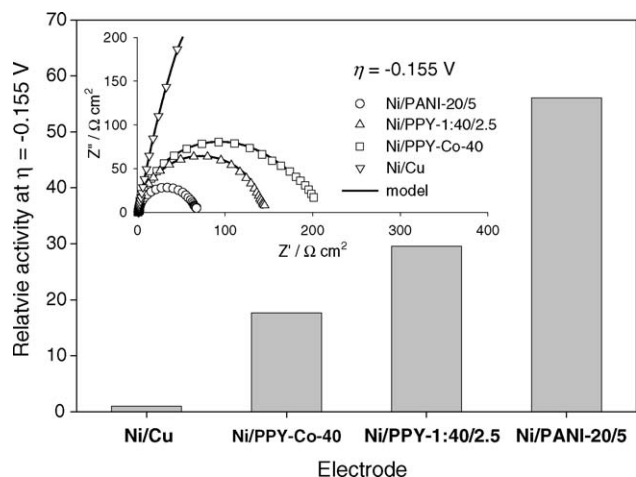 70
60
50
40
30
20
10
0
Relatvie activity at η = -0.155 V
200
150
100
50
0
Z" / Ω cm²
0
100
200
300
400
Z' / Ω cm²
η = -0.155 V
Ni/PANI-20/5
Ni/PPY-1:40/2.5
Ni/PPY-Co-40
Ni/Cu
model
Ni/Cu
Ni/PPY-Co-40
Ni/PPY-1:40/2.5
Ni/PANI-20/5
Electrode